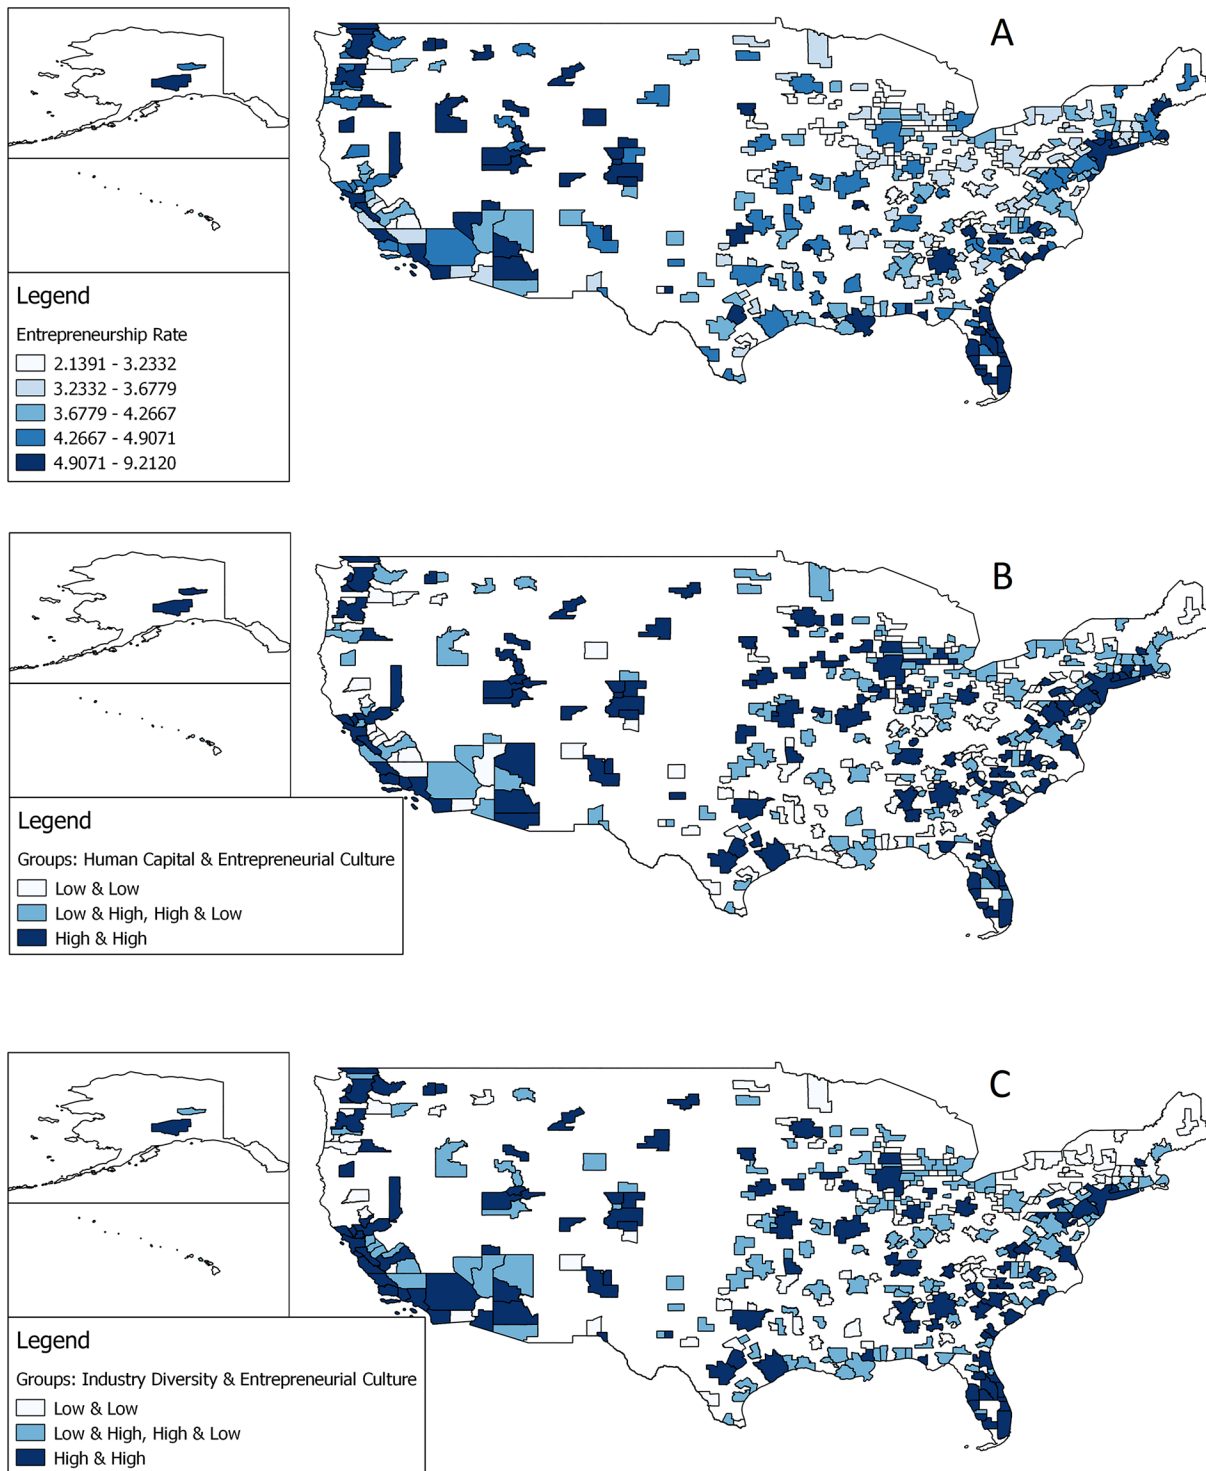 A
Legend
Entrepreneurship Rate
2.1391 - 3.2332
3.2332 - 3.6779
3.6779 - 4.2667
4.2667 - 4.9071
4.9071 - 9.2120
B
Legend
Groups: Human Capital & Entrepreneurial Culture
Low & Low
Low & High, High & Low
High & High
C
Legend
Groups: Industry Diversity & Entrepreneurial Culture
Low & Low
Low & High, High & Low
High & High